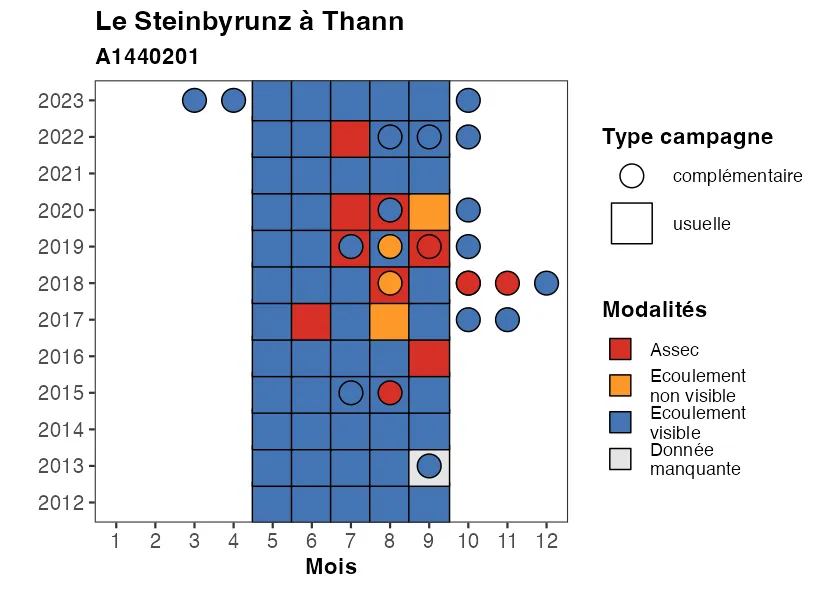 Le Steinbyrunz à Thann
A1440201
2023
2022
2021
2020
2019
2018
2017
2016
2015
2014
2013
2012
1 2 3 4 5 6 7 8 9 10 11 12
Mois
Type campagne
complémentaire
usuelle
Modalités
Assec
Ecoulement
non visible
Ecoulement
visible
Donnée
manquante